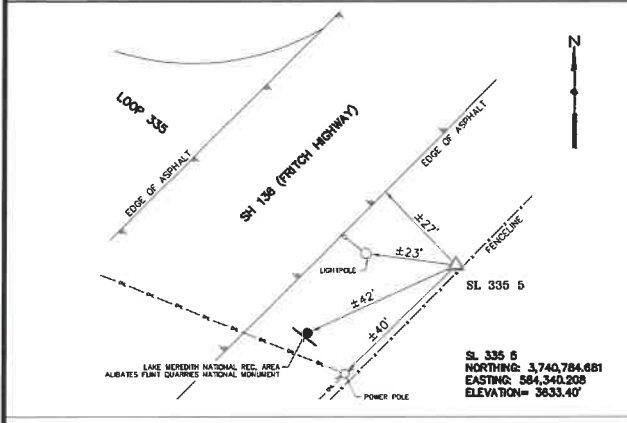 N
LOOP 335
EDGE OF ASPHALT
SH 136 (FRITCH HIGHWAY)
EDGE OF ASPHALT
±27'
FENCELINE
±23'
LIGHTPOLE
SL 335 5
±42'
±40'
LAKE MEREDITH NATIONAL REC. AREA
ALIBATES FLINT QUARRIES NATIONAL MONUMENT
POWER POLE
SL 335 5
NORTHING: 3,740,784.681
EASTING: 584,340.208
ELEVATION= 3633.40'